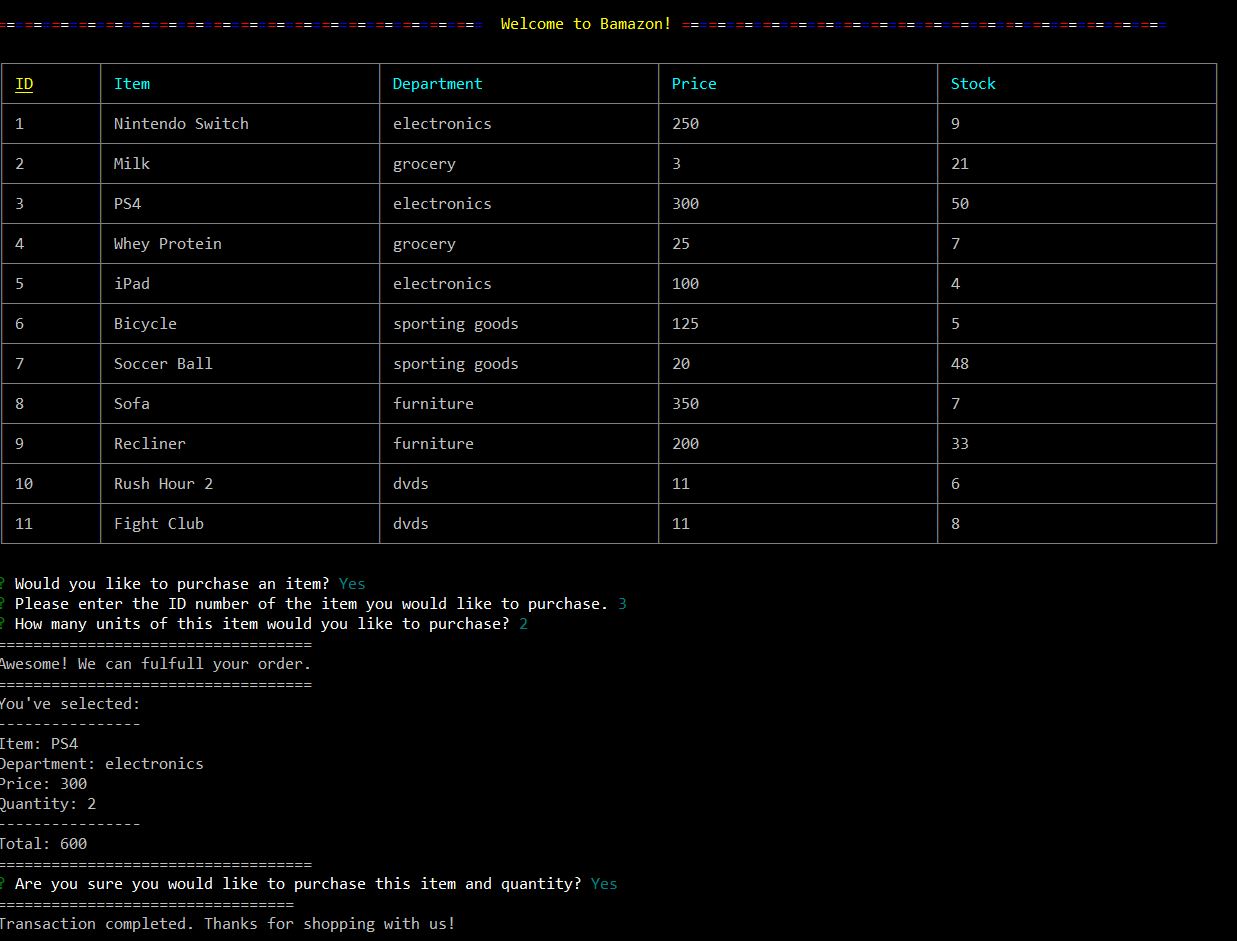 ====================================================== Welcome to Bamazon! ======================================================
ID Item Department Price Stock
1 Nintendo Switch electronics 250 9
2 Milk grocery 3 21
3 PS4 electronics 300 50
4 Whey Protein grocery 25 7
5 iPad electronics 100 4
6 Bicycle sporting goods 125 5
7 Soccer Ball sporting goods 20 48
8 Sofa furniture 350 7
9 Recliner furniture 200 33
10 Rush Hour 2 dvds 11 6
11 Fight Club dvds 11 8
? Would you like to purchase an item? Yes
? Please enter the ID number of the item you would like to purchase. 3
? How many units of this item would you like to purchase? 2
===================================
Awesome! We can fulfull your order.
===================================
You've selected:
----------------
Item: PS4
Department: electronics
Price: 300
Quantity: 2
----------------
Total: 600
===================================
? Are you sure you would like to purchase this item and quantity? Yes
=================================
Transaction completed. Thanks for shopping with us!